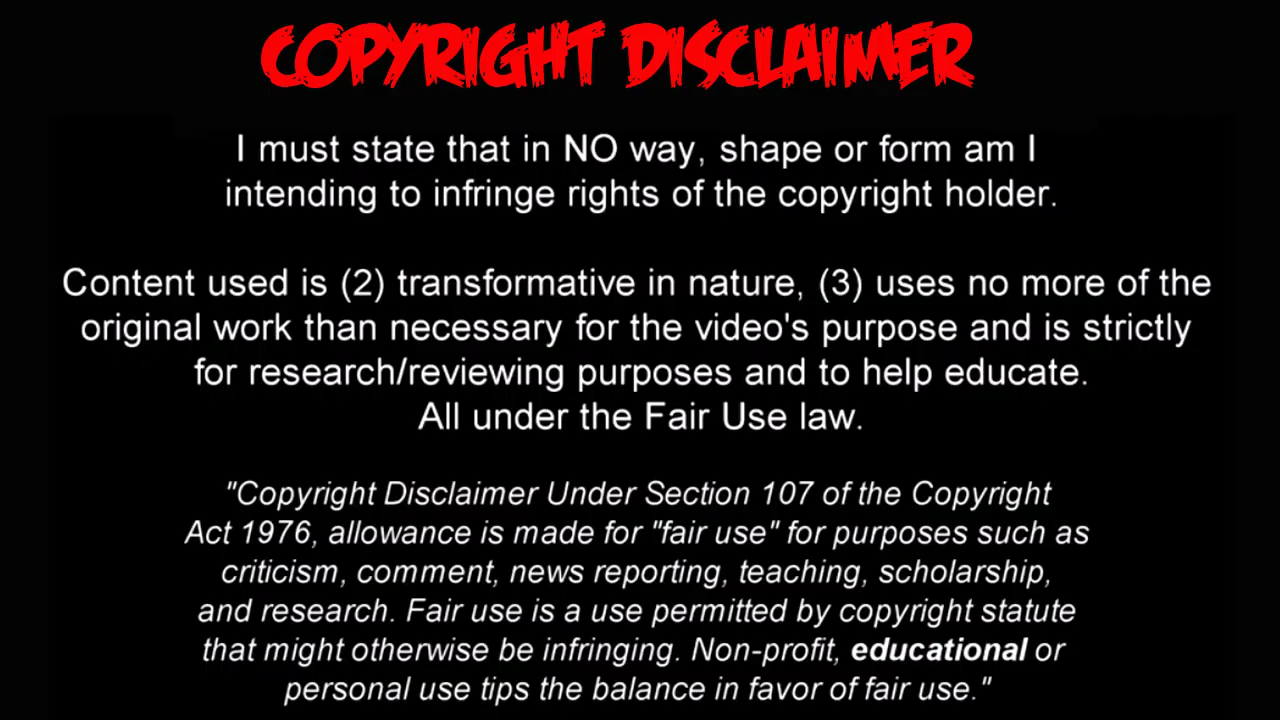 COPYRIGHT DISCLAIMER
I must state that in NO way, shape or form am I
intending to infringe rights of the copyright holder.
Content used is (2) transformative in nature, (3) uses no more of the
original work than necessary for the video's purpose and is strictly
for research/reviewing purposes and to help educate.
All under the Fair Use law.
"Copyright Disclaimer Under Section 107 of the Copyright
Act 1976, allowance is made for "fair use" for purposes such as
criticism, comment, news reporting, teaching, scholarship,
and research. Fair use is a use permitted by copyright statute
that might otherwise be infringing. Non-profit, educational or
personal use tips the balance in favor of fair use."